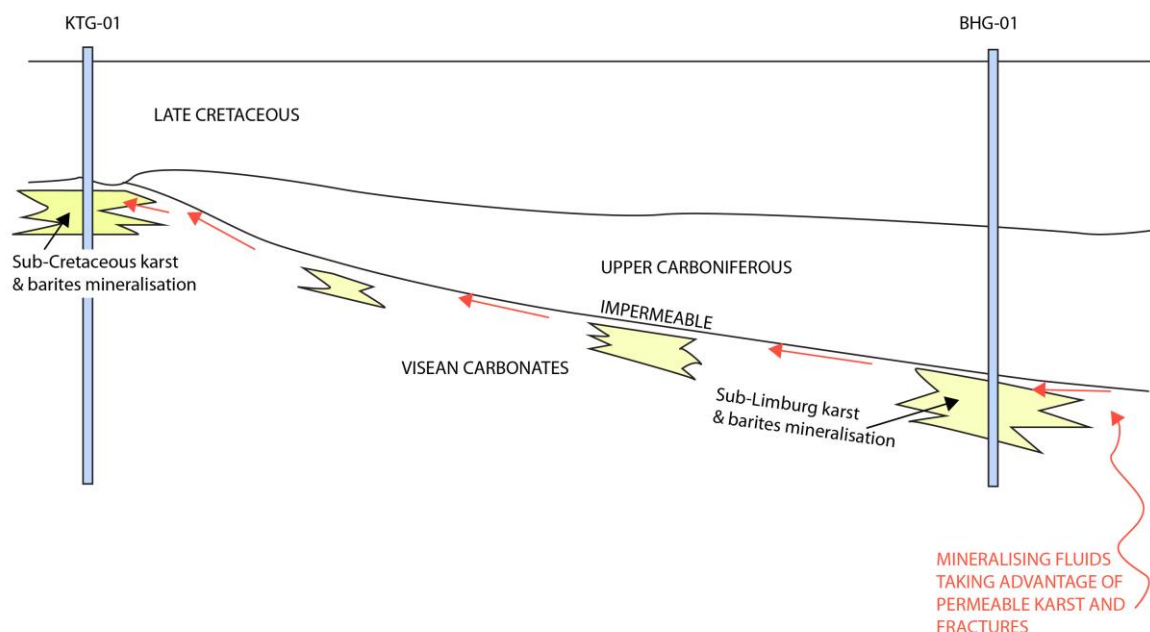 KTG-01
BHG-01
LATE CRETACEOUS
Sub-Cretaceous karst
& barites mineralisation
UPPER CARBONIFEROUS
IMPERMEABLE
VISEAN CARBONATES
Sub-Limburg karst
& barites mineralisation
MINERALISING FLUIDS
TAKING ADVANTAGE OF
PERMEABLE KARST AND
FRACTURES